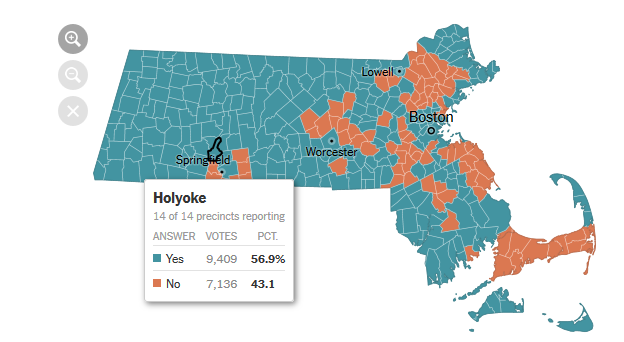 Lowell
Boston
Worcester
Springfield
Holyoke
14 of 14 precincts reporting
ANSWER VOTES PCT.
Yes 9,409 56.9%
No 7,136 43.1